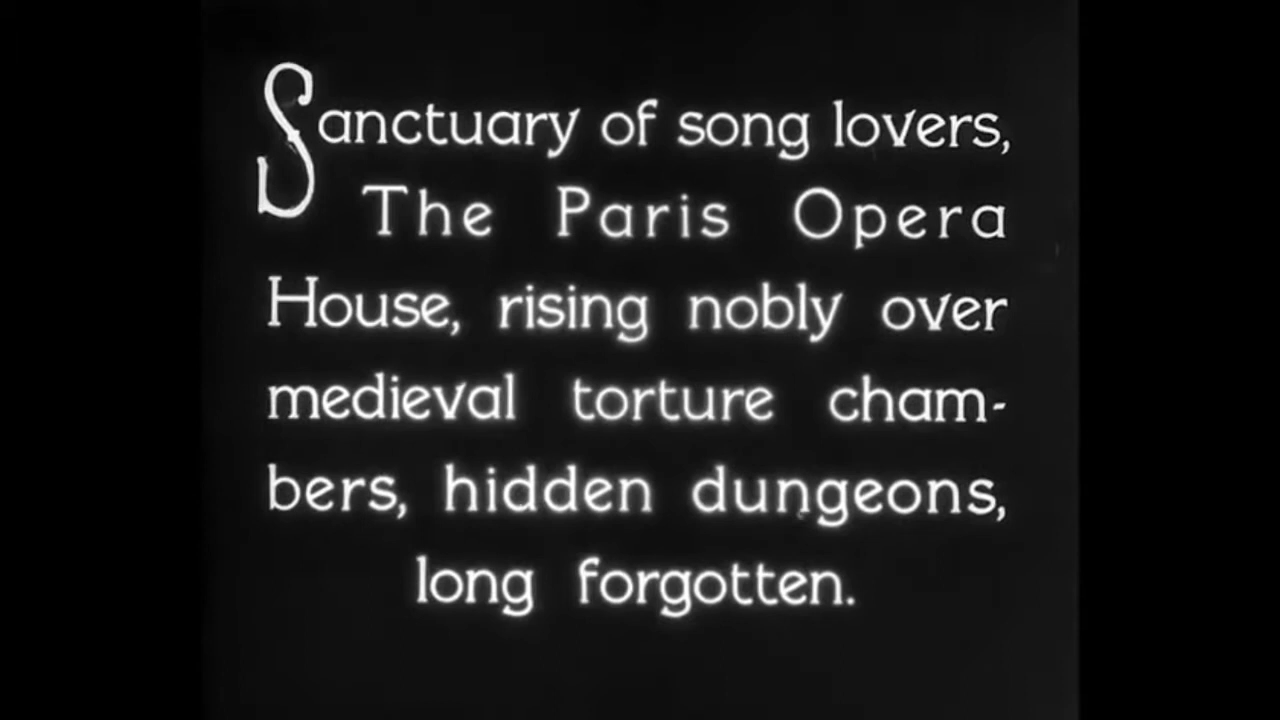 Sanctuary of song lovers,
The Paris Opera
House, rising nobly over
medieval torture cham-
bers, hidden dungeons,
long forgotten.